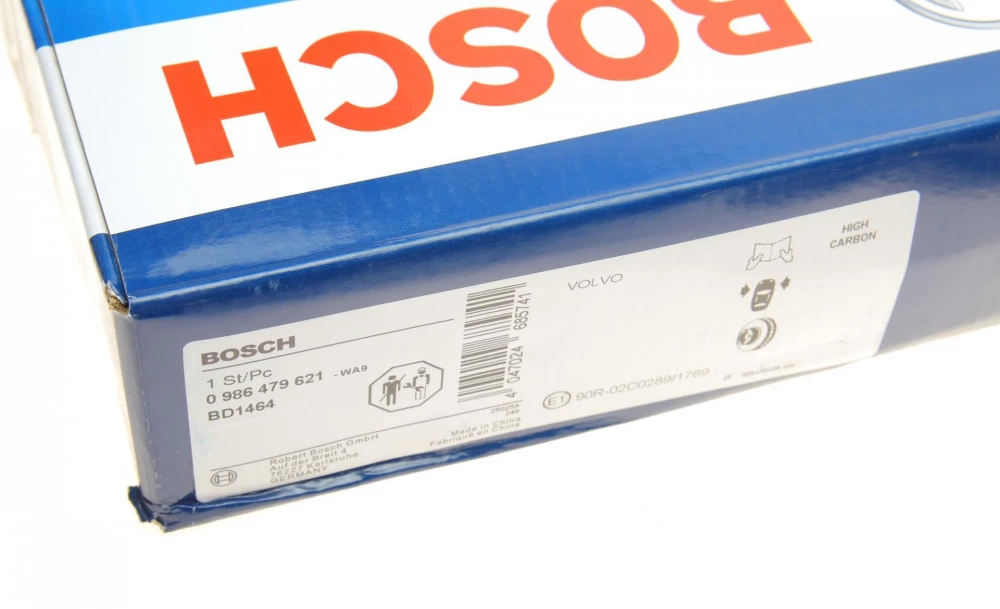 BOSCH
BOSCH
1 St/Pc
0 986 479 621 - WA9
BD1464
Robert Bosch GmbH
Auf der Breit 4
76227 Karlsruhe
GERMANY
4 047024 685741
Made in China
Fabriqué en Chine
VOLVO
E1 90R-02C0289/1769
HIGH
CARBON